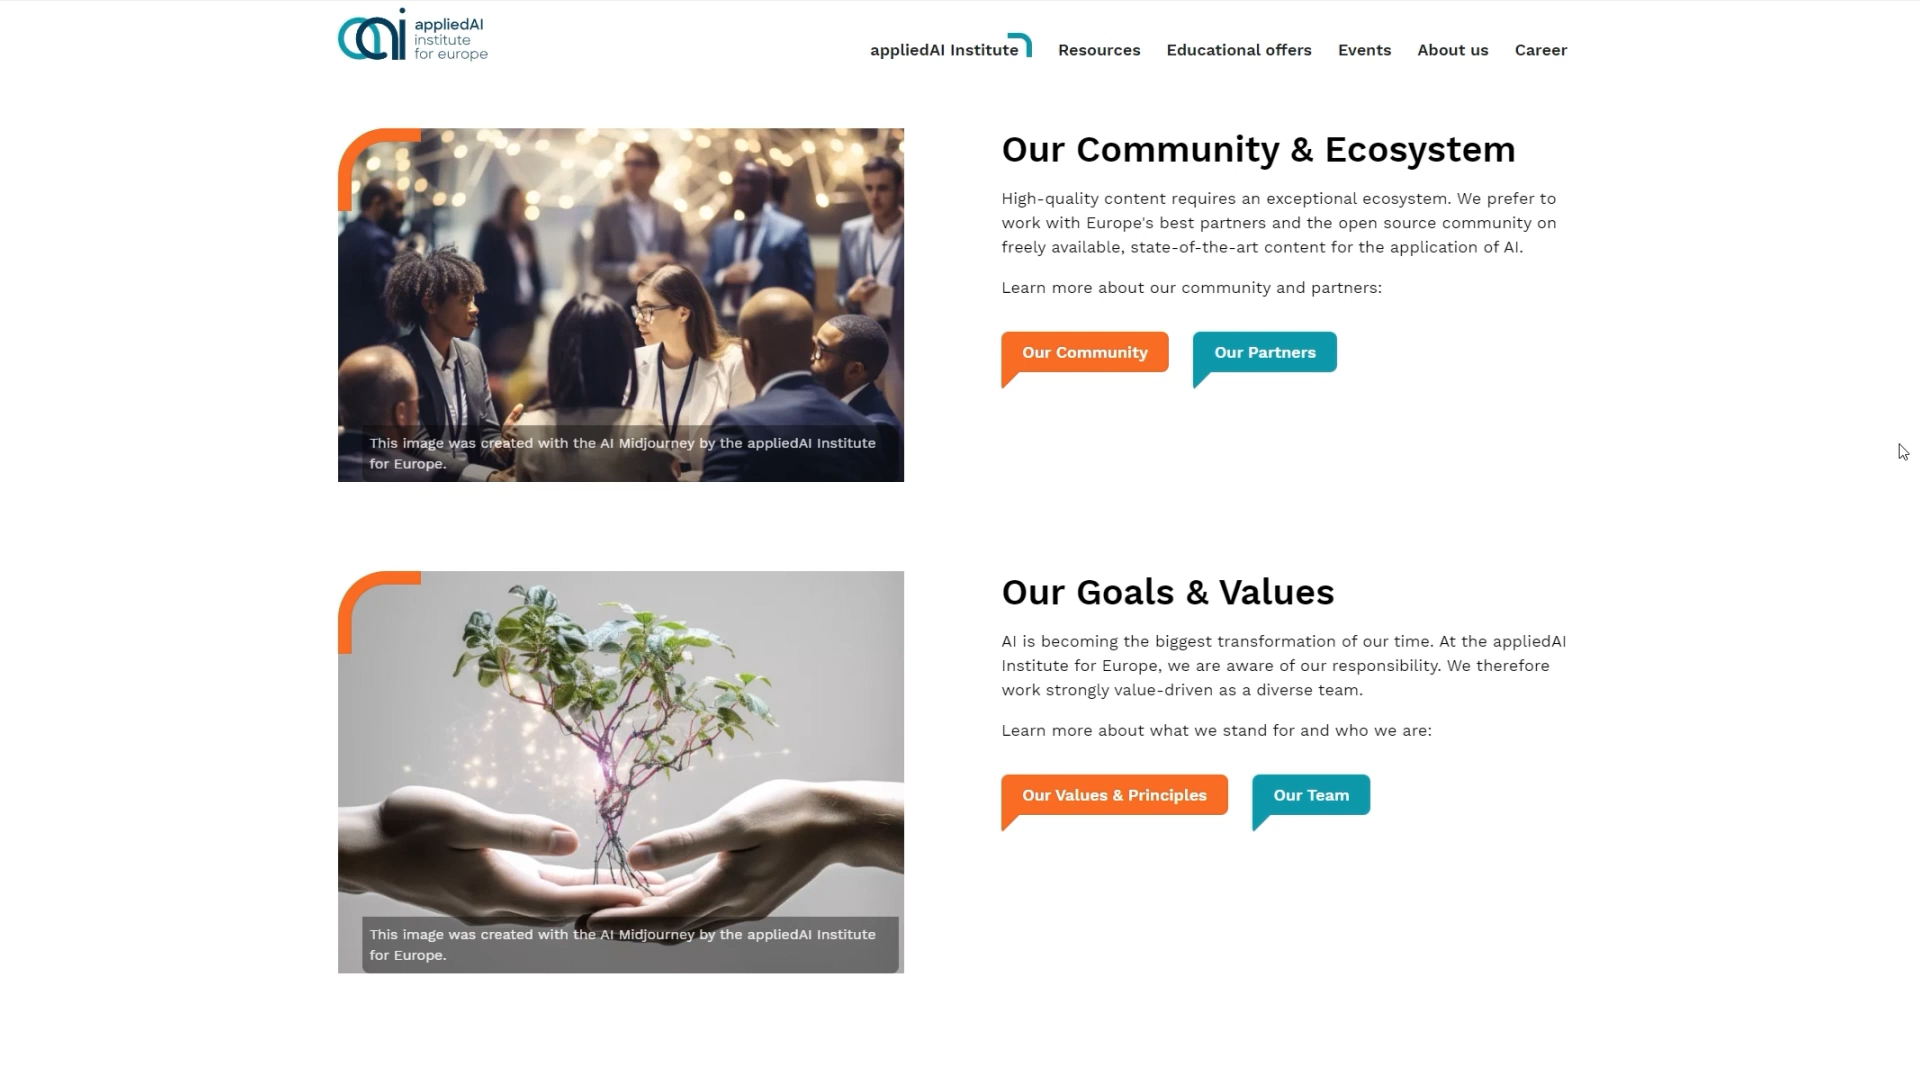 appliedAI
institute
for europe
appliedAI Institute Resources Educational offers Events About us Career
Our Community & Ecosystem
High-quality content requires an exceptional ecosystem. We prefer to
work with Europe's best partners and the open source community on
freely available, state-of-the-art content for the application of AI.
Learn more about our community and partners:
Our Community Our Partners
This image was created with the AI Midjourney by the appliedAI Institute
for Europe.
Our Goals & Values
AI is becoming the biggest transformation of our time. At the appliedAI
Institute for Europe, we are aware of our responsibility. We therefore
work strongly value-driven as a diverse team.
Learn more about what we stand for and who we are:
Our Values & Principles Our Team
This image was created with the AI Midjourney by the appliedAI Institute
for Europe.